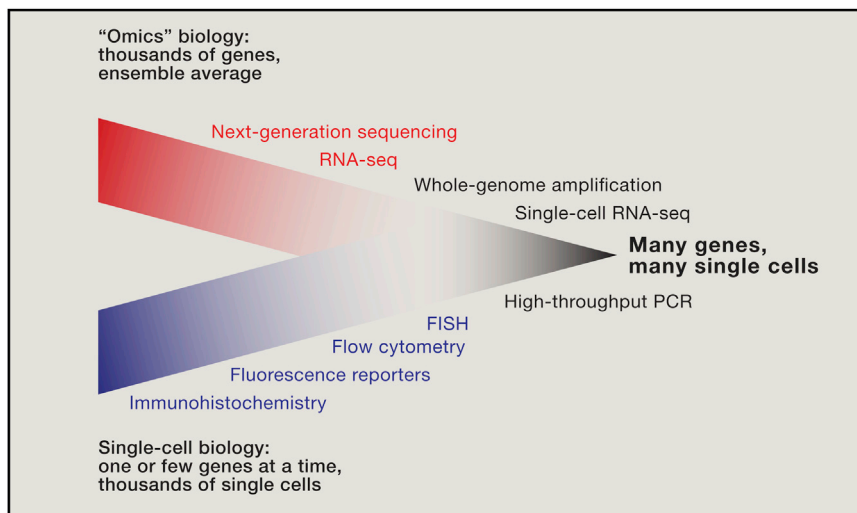 “Omics” biology:
thousands of genes,
ensemble average
Next-generation sequencing
RNA-seq
Whole-genome amplification
Single-cell RNA-seq
Many genes,
many single cells
High-throughput PCR
FISH
Flow cytometry
Fluorescence reporters
Immunohistochemistry
Single-cell biology:
one or few genes at a time,
thousands of single cells